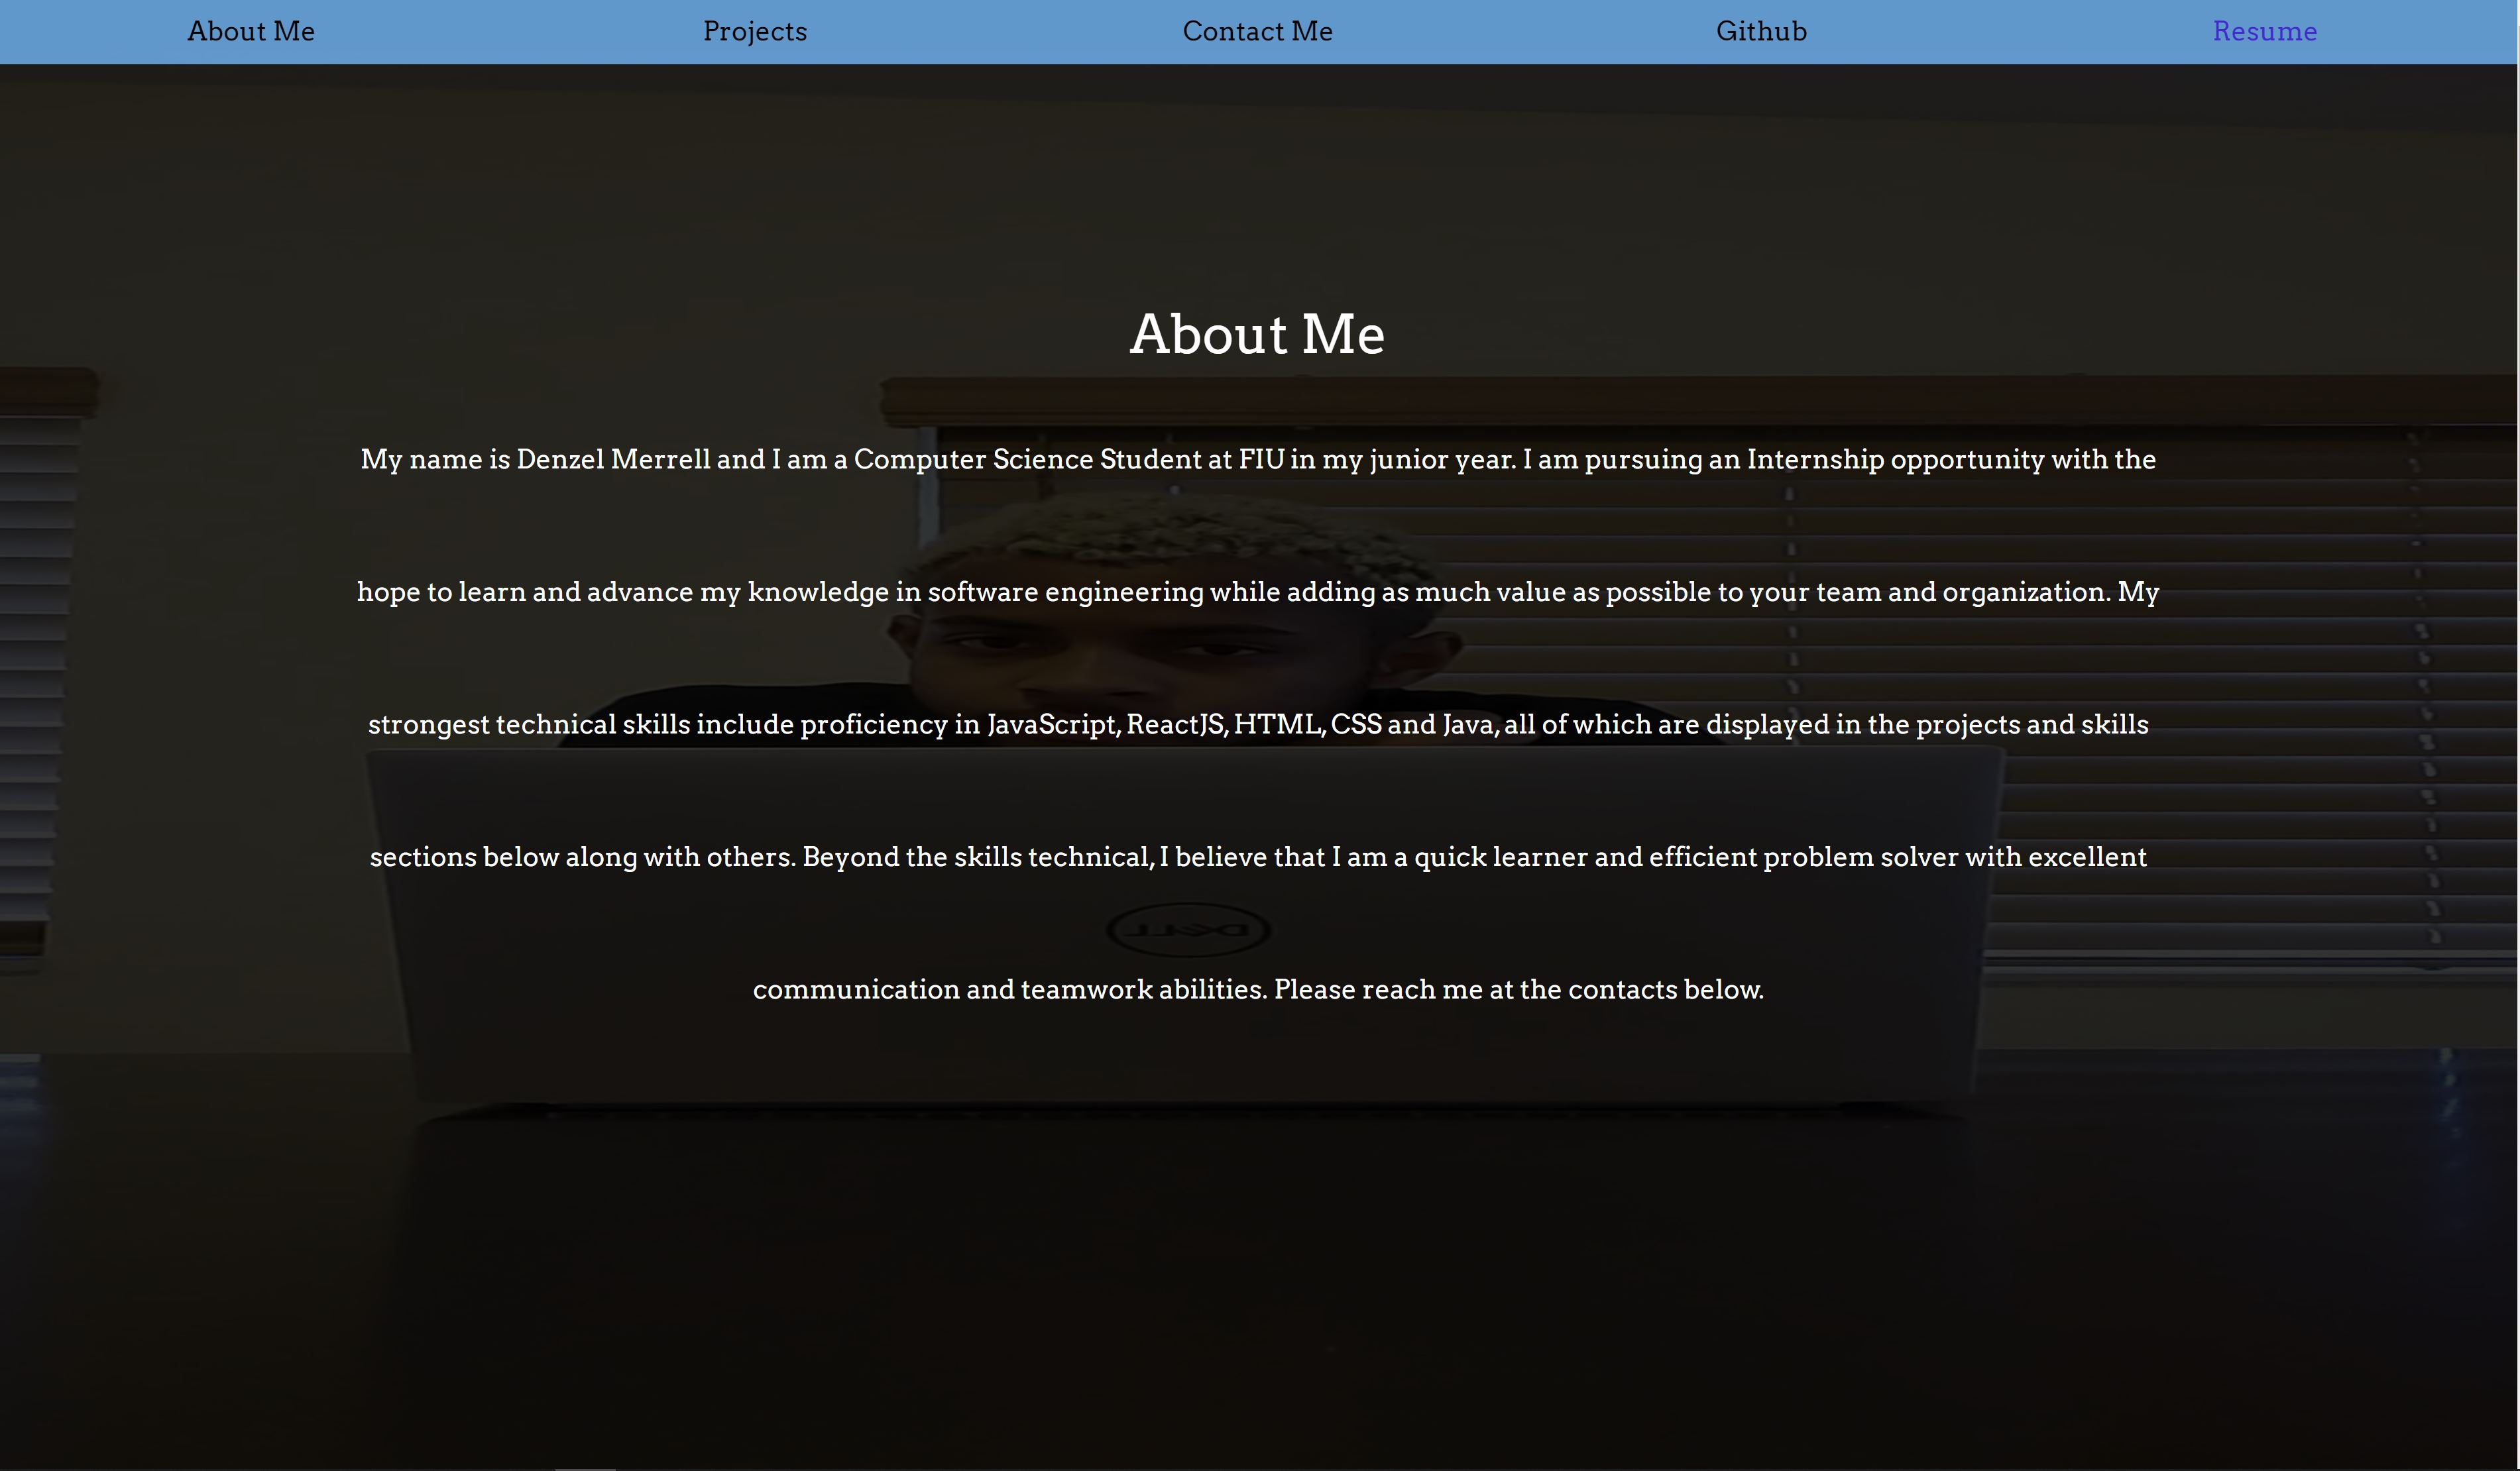 About Me Projects Contact Me Github Resume
About Me
My name is Denzel Merrell and I am a Computer Science Student at FIU in my junior year. I am pursuing an Internship opportunity with the
hope to learn and advance my knowledge in software engineering while adding as much value as possible to your team and organization. My
strongest technical skills include proficiency in JavaScript, ReactJS, HTML, CSS and Java, all of which are displayed in the projects and skills
sections below along with others. Beyond the skills technical, I believe that I am a quick learner and efficient problem solver with excellent
DELL
communication and teamwork abilities. Please reach me at the contacts below.